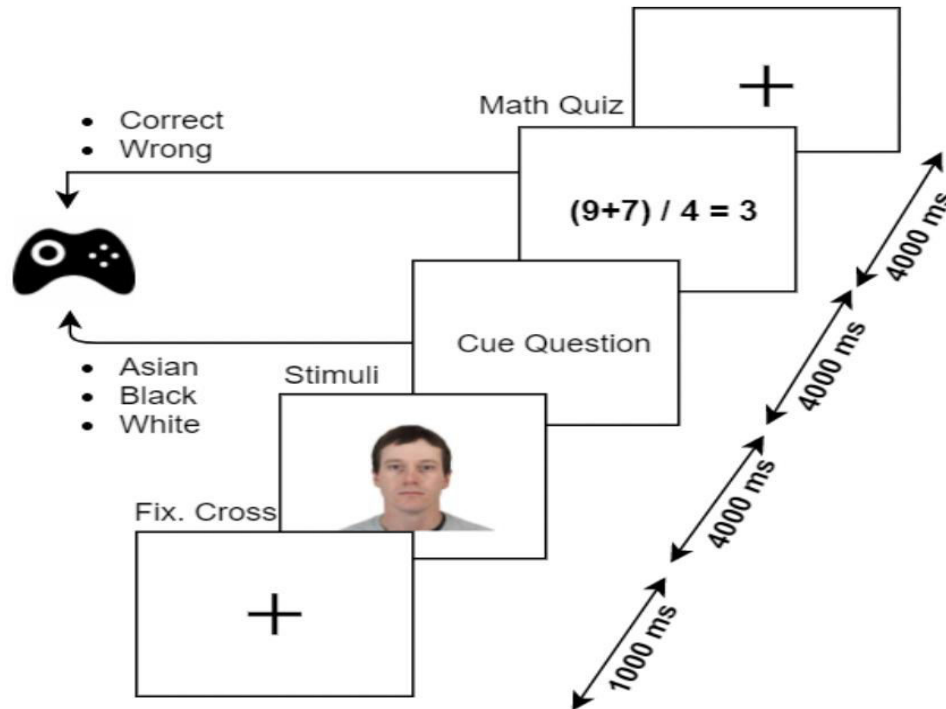 Math Quiz
• Correct
• Wrong
(9+7) / 4 = 3
4000 ms
Cue Question
4000 ms
• Asian
• Black
• White
Stimuli
4000 ms
Fix. Cross
1000 ms